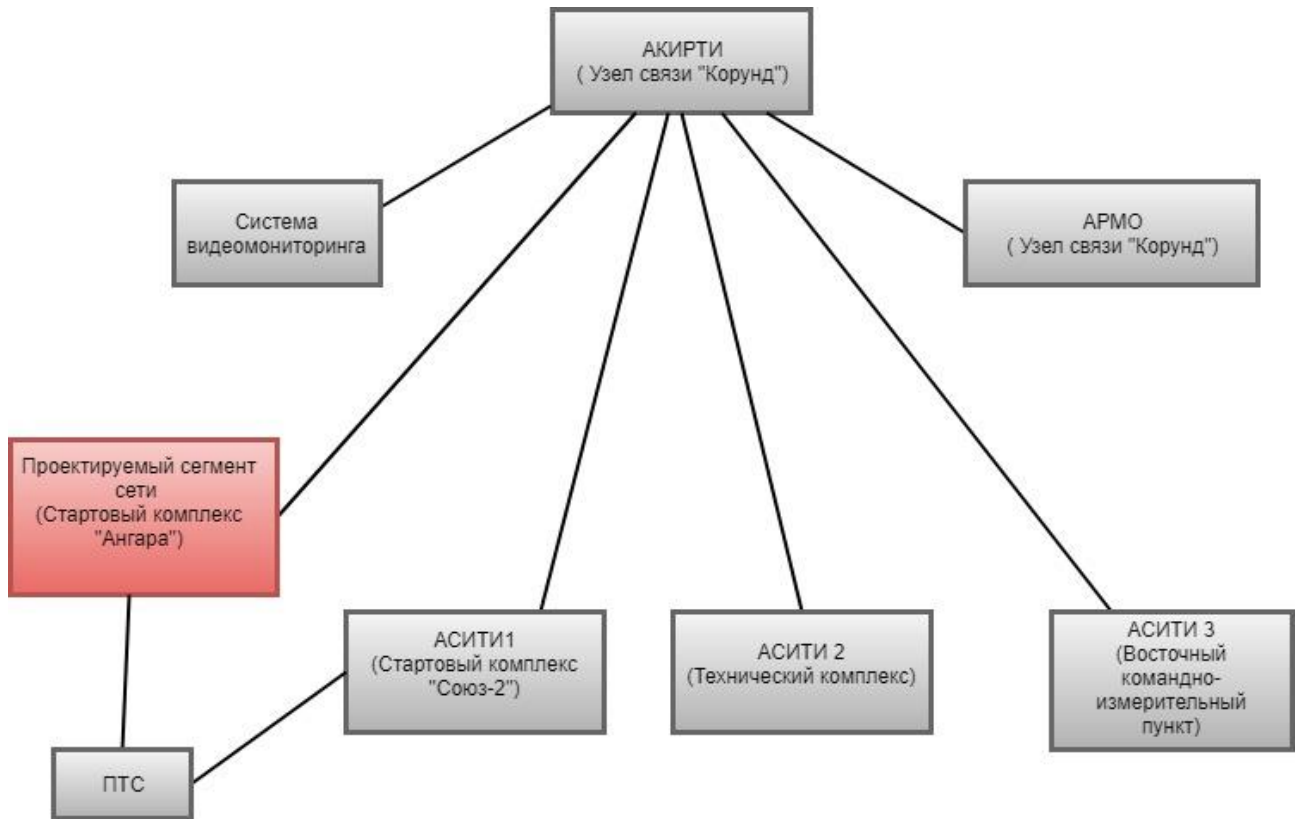 АКИРТИ
( Узел связи "Корунд")
Система
видеомониторинга
АРМО
( Узел связи "Корунд")
Проектируемый сегмент
сети
(Стартовый комплекс
"Ангара")
АСИТИ1
(Стартовый комплекс
"Союз-2")
АСИТИ 2
(Технический комплекс)
АСИТИ 3
(Восточный
командно-
измерительный
пункт)
ПТС